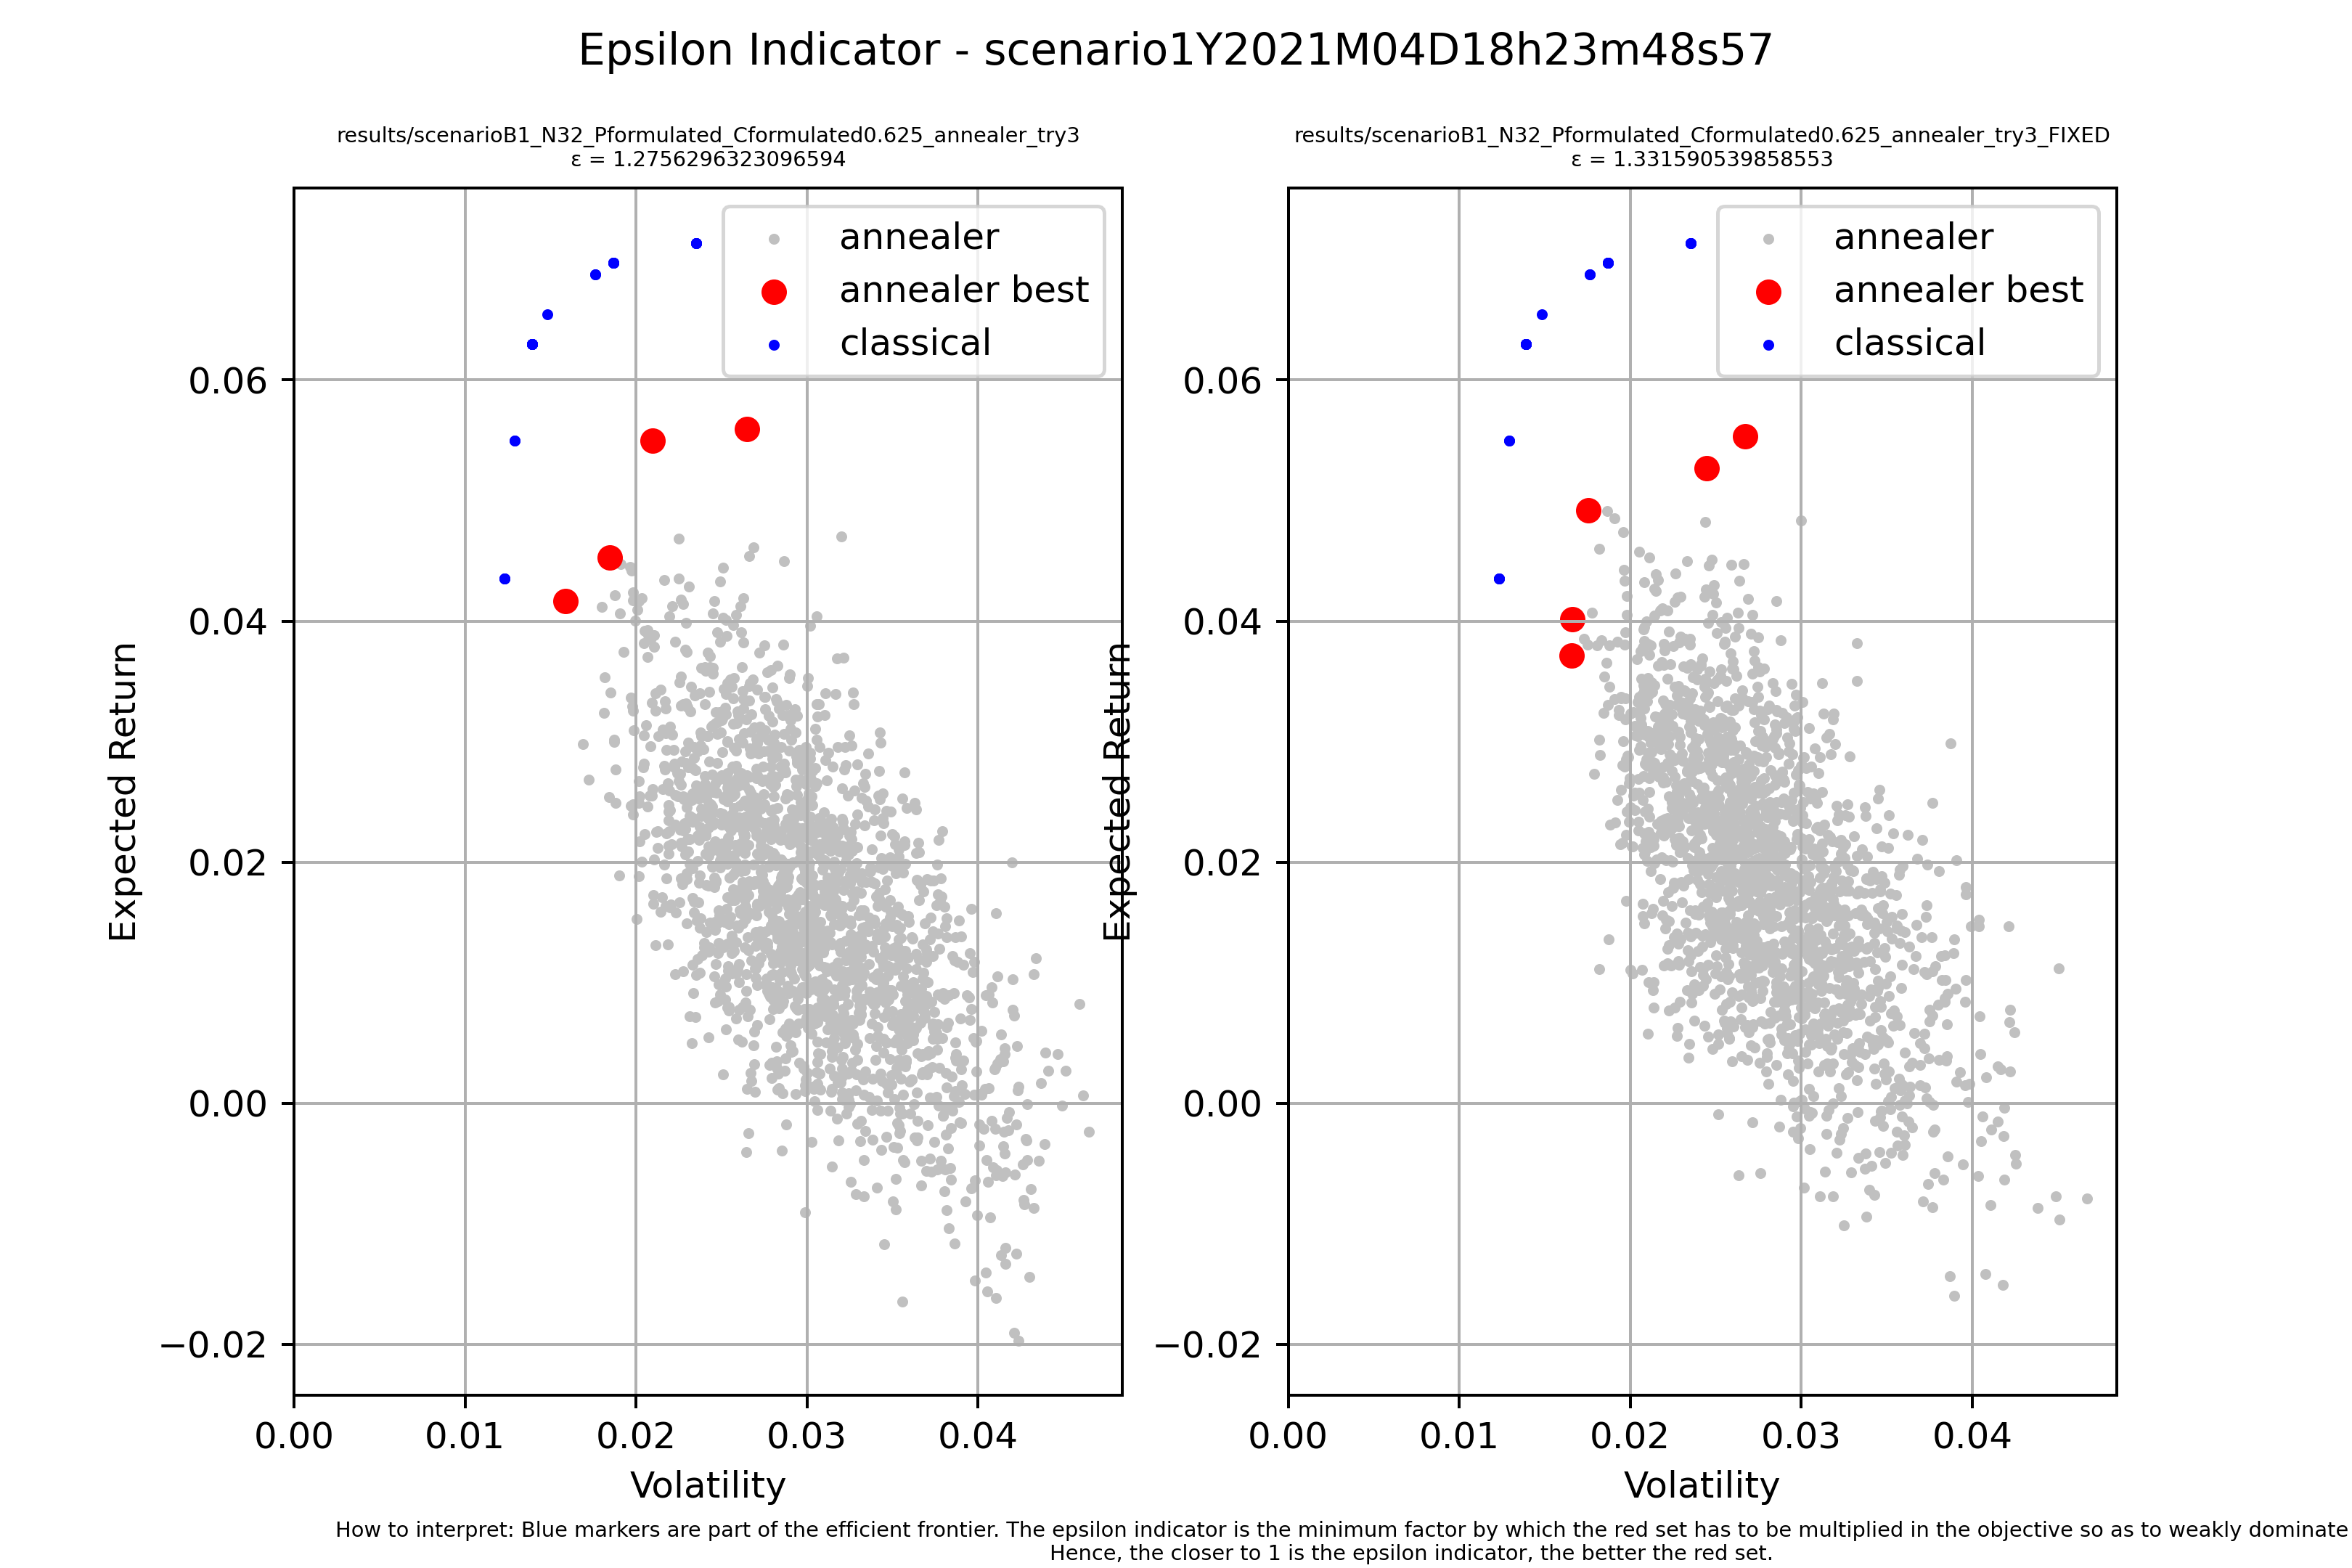 Epsilon Indicator - scenario1Y2021M04D18h23m48s57
results/scenarioB1_N32_Pformulated_Cformulated0.625_annealer_try3
ε = 1.2756296323096594
annealer
annealer best
classical
0.06
0.04
0.02
0.00
−0.02
Expected Return
0.00 0.01 0.02 0.03 0.04
Volatility
results/scenarioB1_N32_Pformulated_Cformulated0.625_annealer_try3_FIXED
ε = 1.331590539858553
annealer
annealer best
classical
0.06
0.04
0.02
0.00
−0.02
Expected Return
0.00 0.01 0.02 0.03 0.04
Volatility
How to interpret: Blue markers are part of the efficient frontier. The epsilon indicator is the minimum factor by which the red set has to be multiplied in the objective so as to weakly dominate
Hence, the closer to 1 is the epsilon indicator, the better the red set.